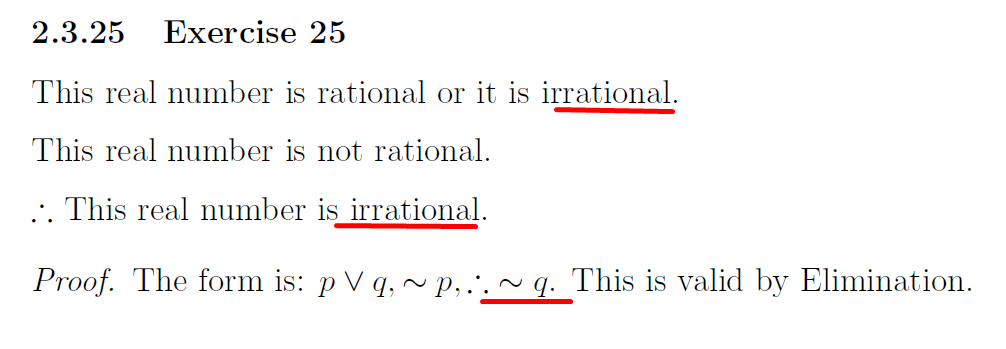 2.3.25 Exercise 25
This real number is rational or it is irrational.
This real number is not rational.
∴ This real number is irrational.
Proof. The form is: p ∨ q, ∼ p, ∴ ∼ q. This is valid by Elimination.